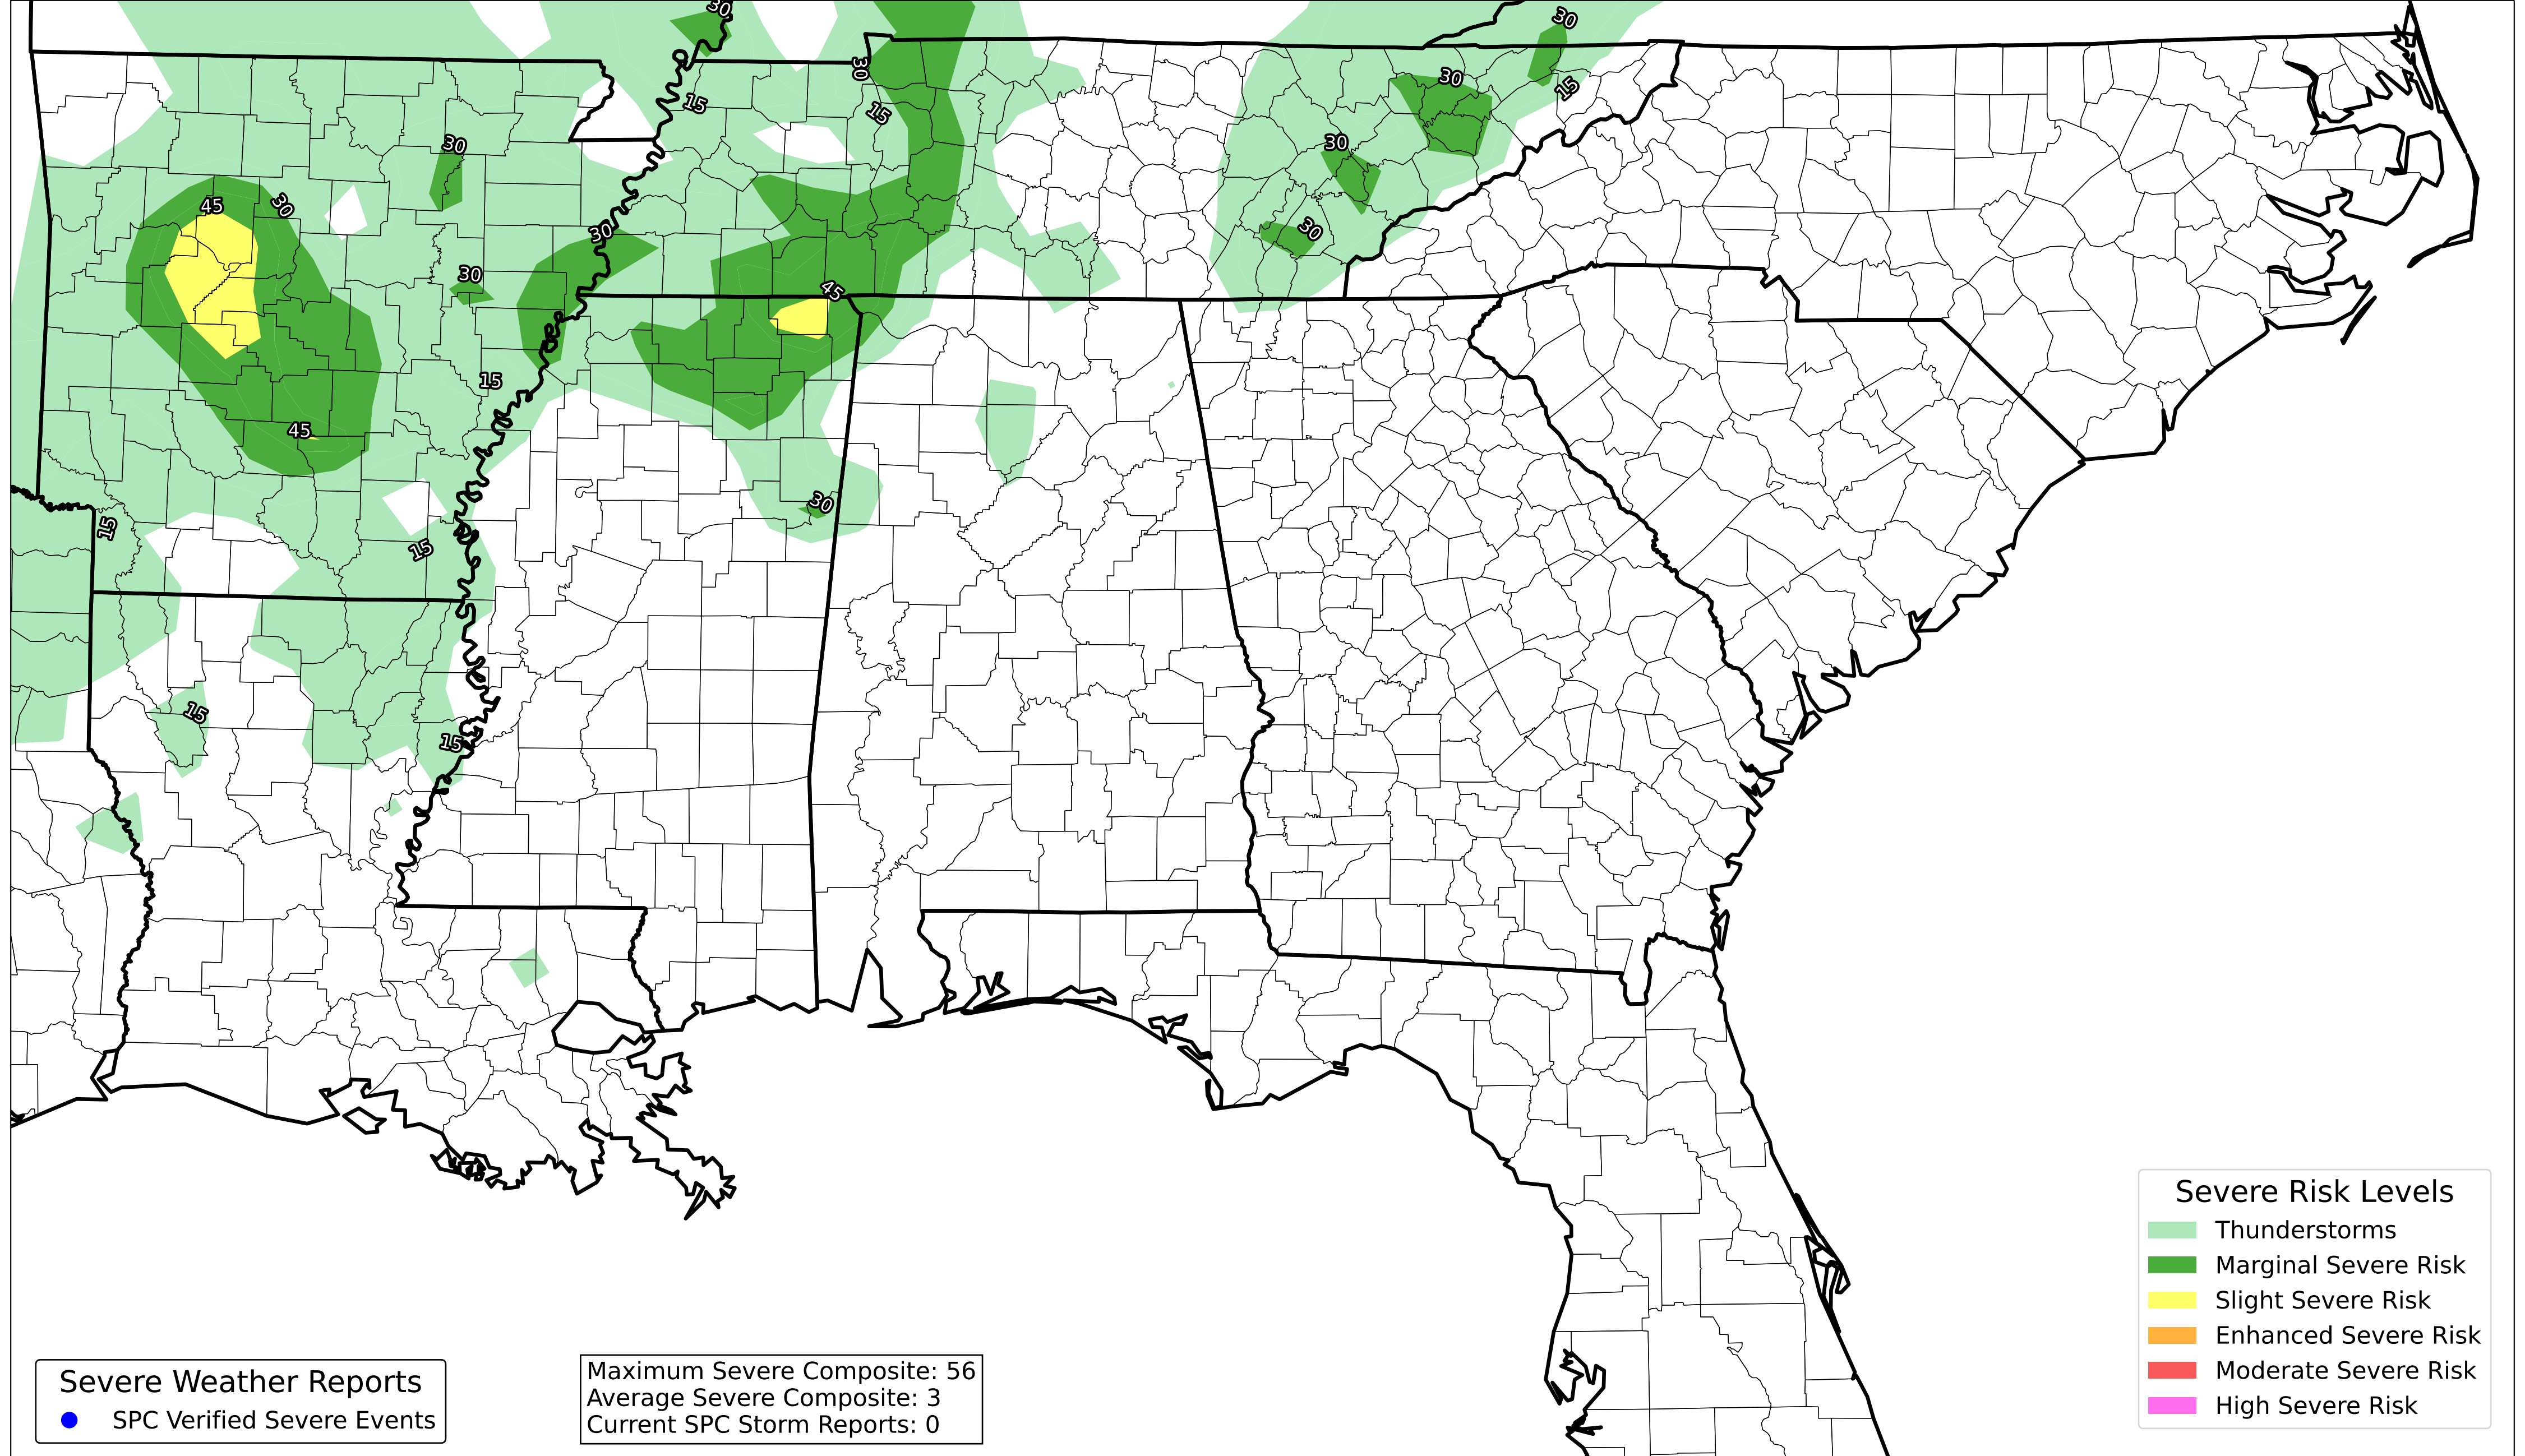 30
30
30
15
15
30
15
30
30
45
30
30
30
30
45
15
45
30
15
15
15
15
Severe Risk Levels
Thunderstorms
Marginal Severe Risk
Slight Severe Risk
Enhanced Severe Risk
Moderate Severe Risk
High Severe Risk
Severe Weather Reports
SPC Verified Severe Events
Maximum Severe Composite: 56
Average Severe Composite: 3
Current SPC Storm Reports: 0